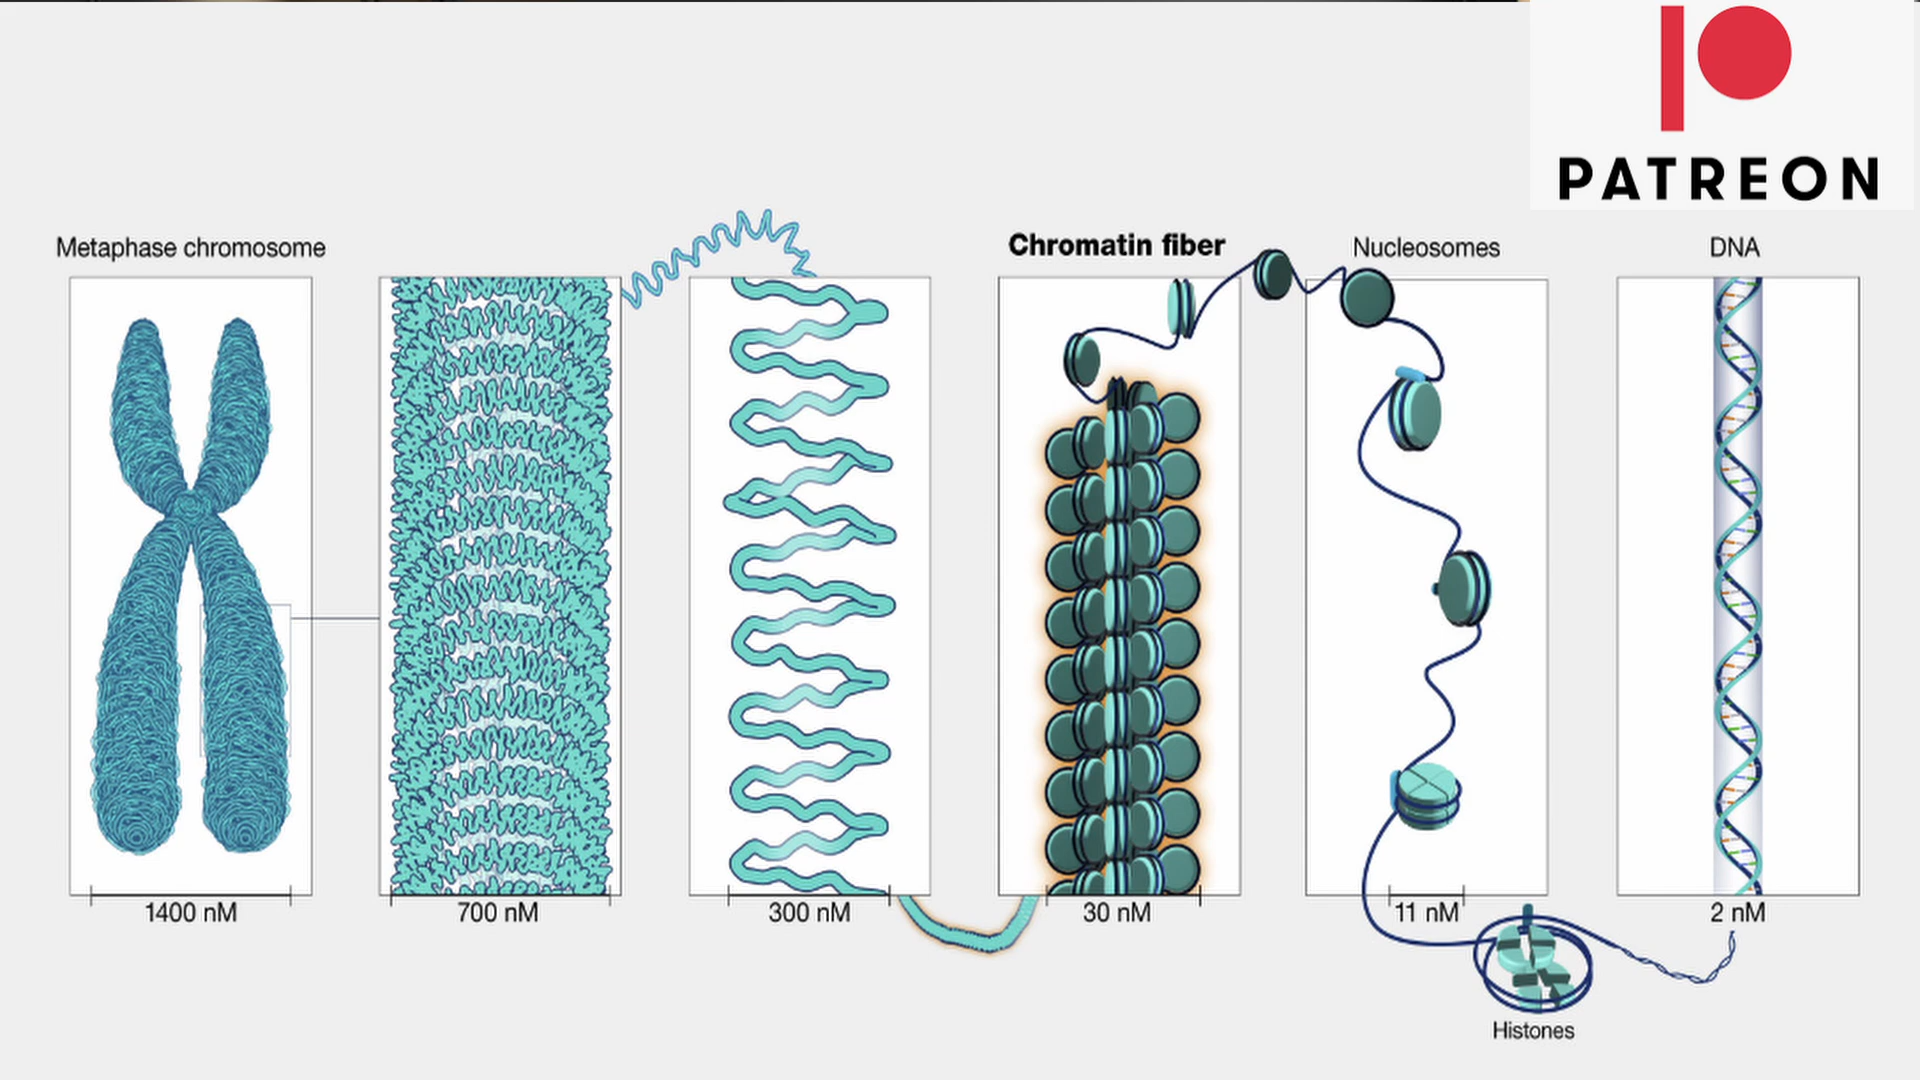 PATREON
Metaphase chromosome
Chromatin fiber
Nucleosomes
DNA
1400 nM
700 nM
300 nM
30 nM
11 nM
2 nM
Histones